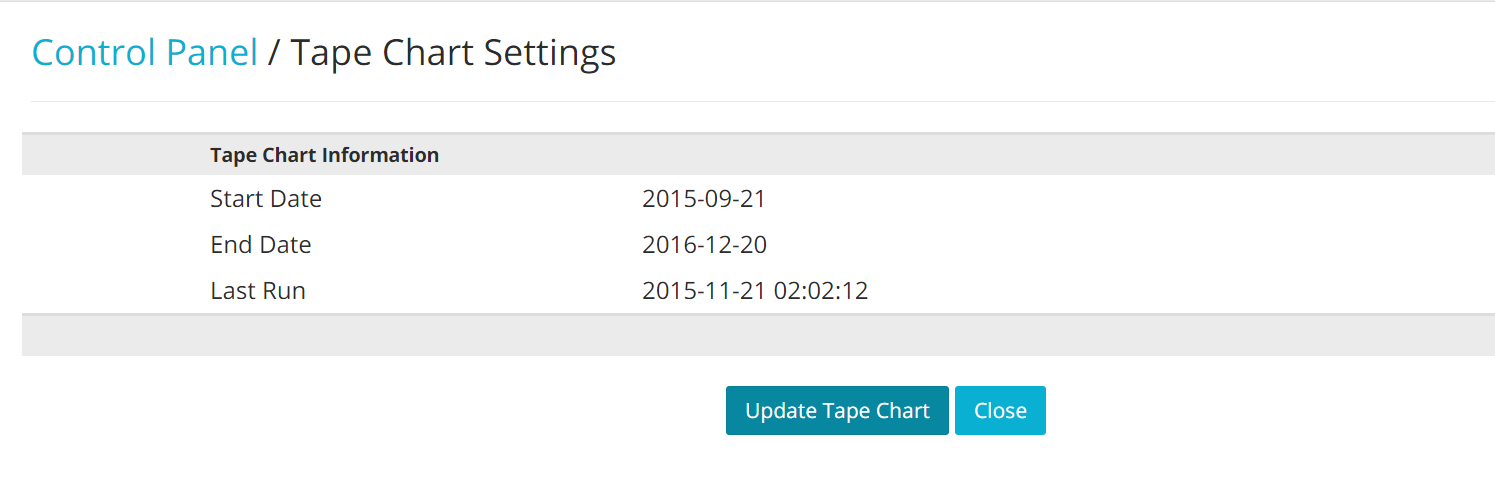 Control Panel / Tape Chart Settings
Tape Chart Information
Start Date 2015-09-21
End Date 2016-12-20
Last Run 2015-11-21 02:02:12
Update Tape Chart Close